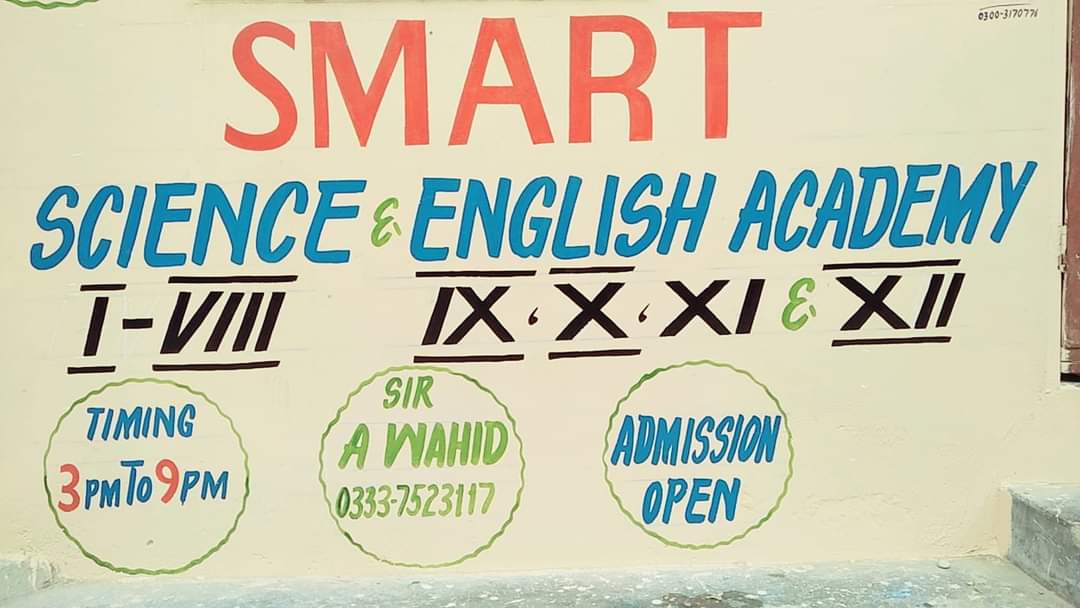 0300-3170776
SMART
SCIENCE & ENGLISH ACADEMY
I-VIII IX, X, XI & XII
TIMING
3PM TO 9PM
SIR
A WAHID
0333-7523117
ADMISSION
OPEN